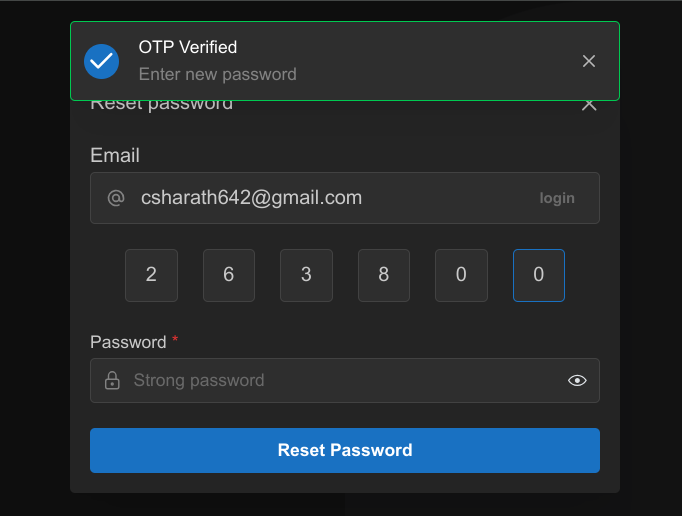 OTP Verified
Enter new password
Reset password
Email
@ csharath642@gmail.com login
2 6 3 8 0 0
Password *
Strong password
Reset Password